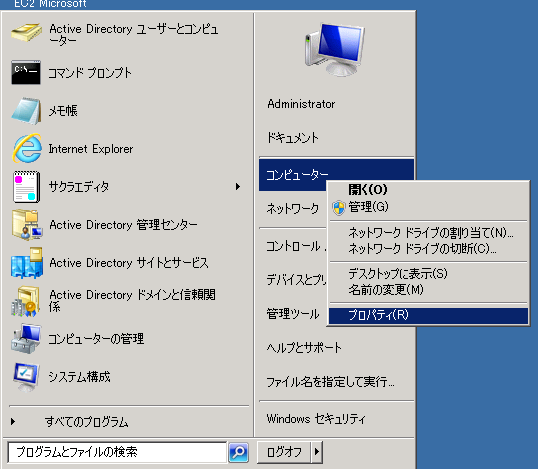 EC2 Microsoft
Active Directory ユーザーとコンピュ
ーター
コマンド プロンプト
メモ帳
Internet Explorer
サクラエディタ
Active Directory 管理センター
Active Directory サイトとサービス
Active Directory ドメインと信頼関
係
コンピューターの管理
システム構成
すべてのプログラム
プログラムとファイルの検索
Administrator
ドキュメント
コンピューター
ネットワーク
コントロール
デバイスとプリ
管理ツール
ヘルプとサポート
ファイル名を指定して実行...
Windows セキュリティ
ログオフ
開く(O)
管理(G)
ネットワーク ドライブの割り当て(N)...
ネットワーク ドライブの切断(C)...
デスクトップに表示(S)
名前の変更(M)
プロパティ(R)